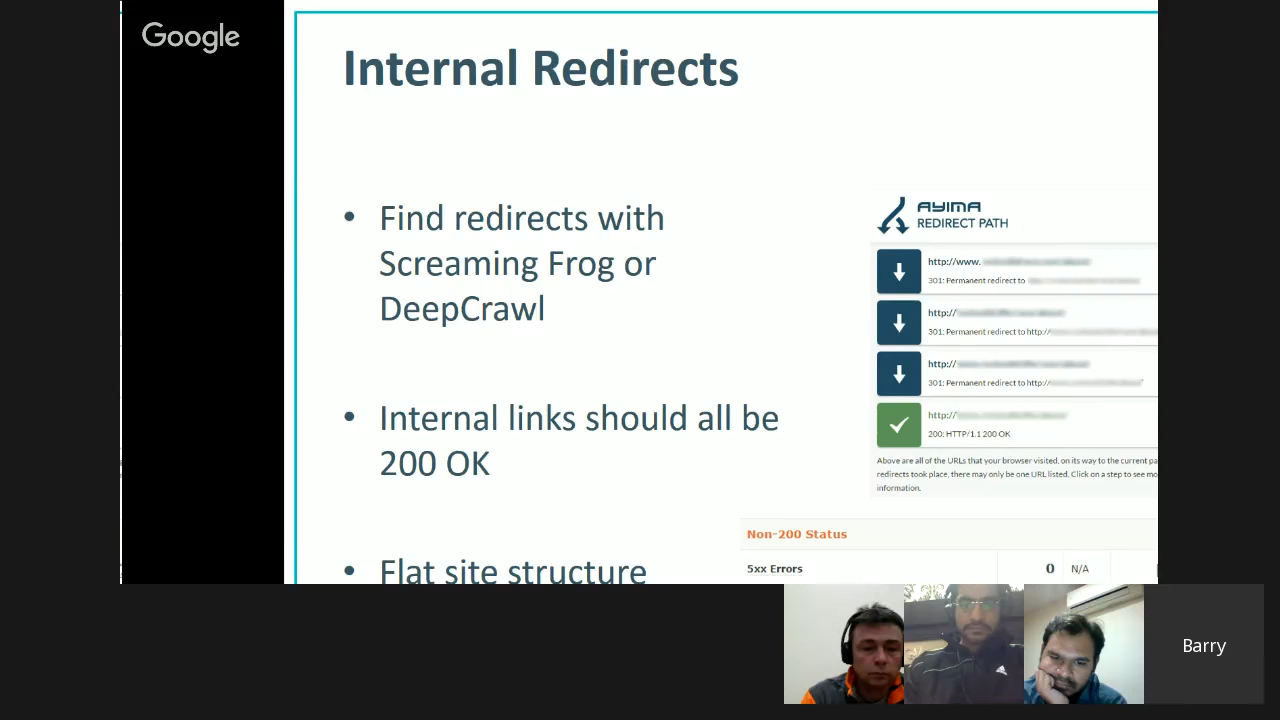 Google
Internal Redirects
• Find redirects with
Screaming Frog or
DeepCrawl
• Internal links should all be
200 OK
• Flat site structure
AYIMA
REDIRECT PATH
http://www.
301: Permanent redirect to
http://
301: Permanent redirect to http://
http://
301: Permanent redirect to http://
http://
200: HTTP/1.1 200 OK
Above are all of the URLs that your browser visited, on its way to the current
redirects took place, there may only be one URL listed. Click on a step to see
information.
Non-200 Status
5xx Errors 0 N/A
Barry